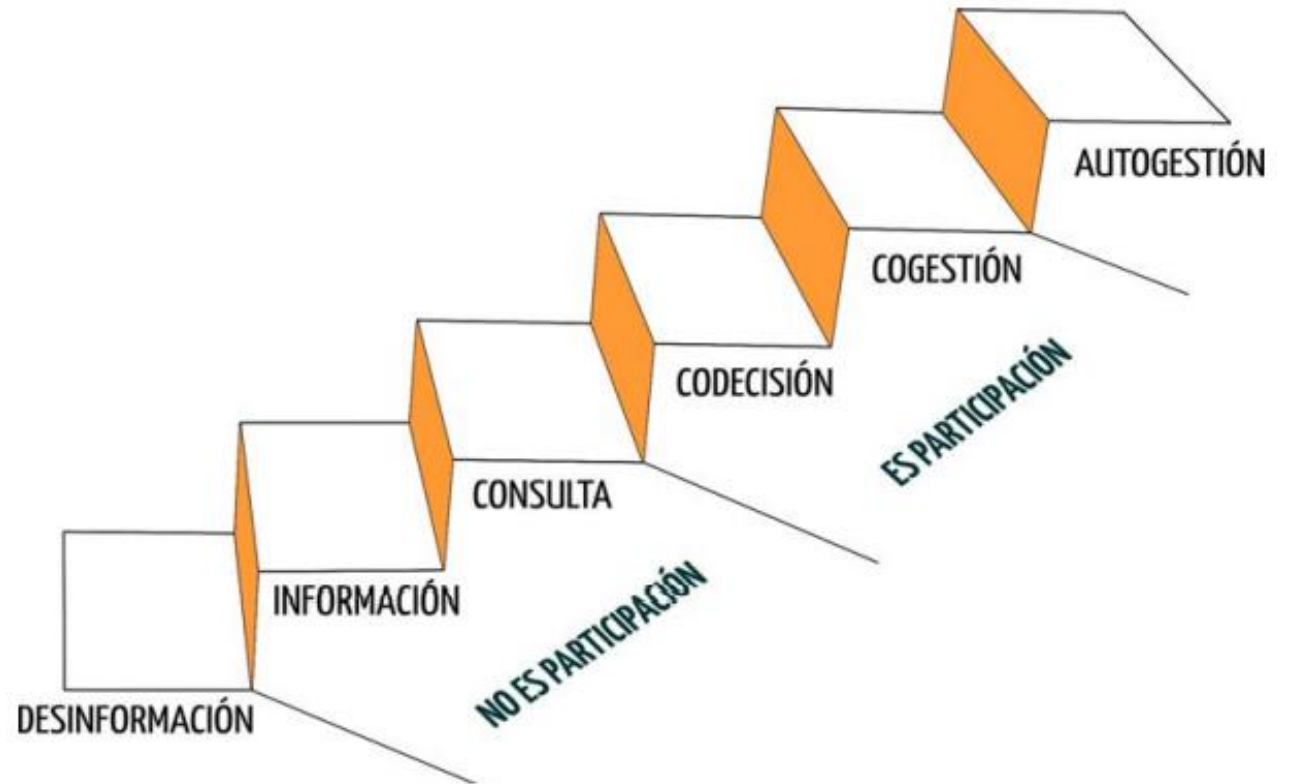 AUTOGESTIÓN
COGESTIÓN
CODECISIÓN
ES PARTICIPACIÓN
CONSULTA
INFORMACIÓN
NO ES PARTICIPACIÓN
DESINFORMACIÓN